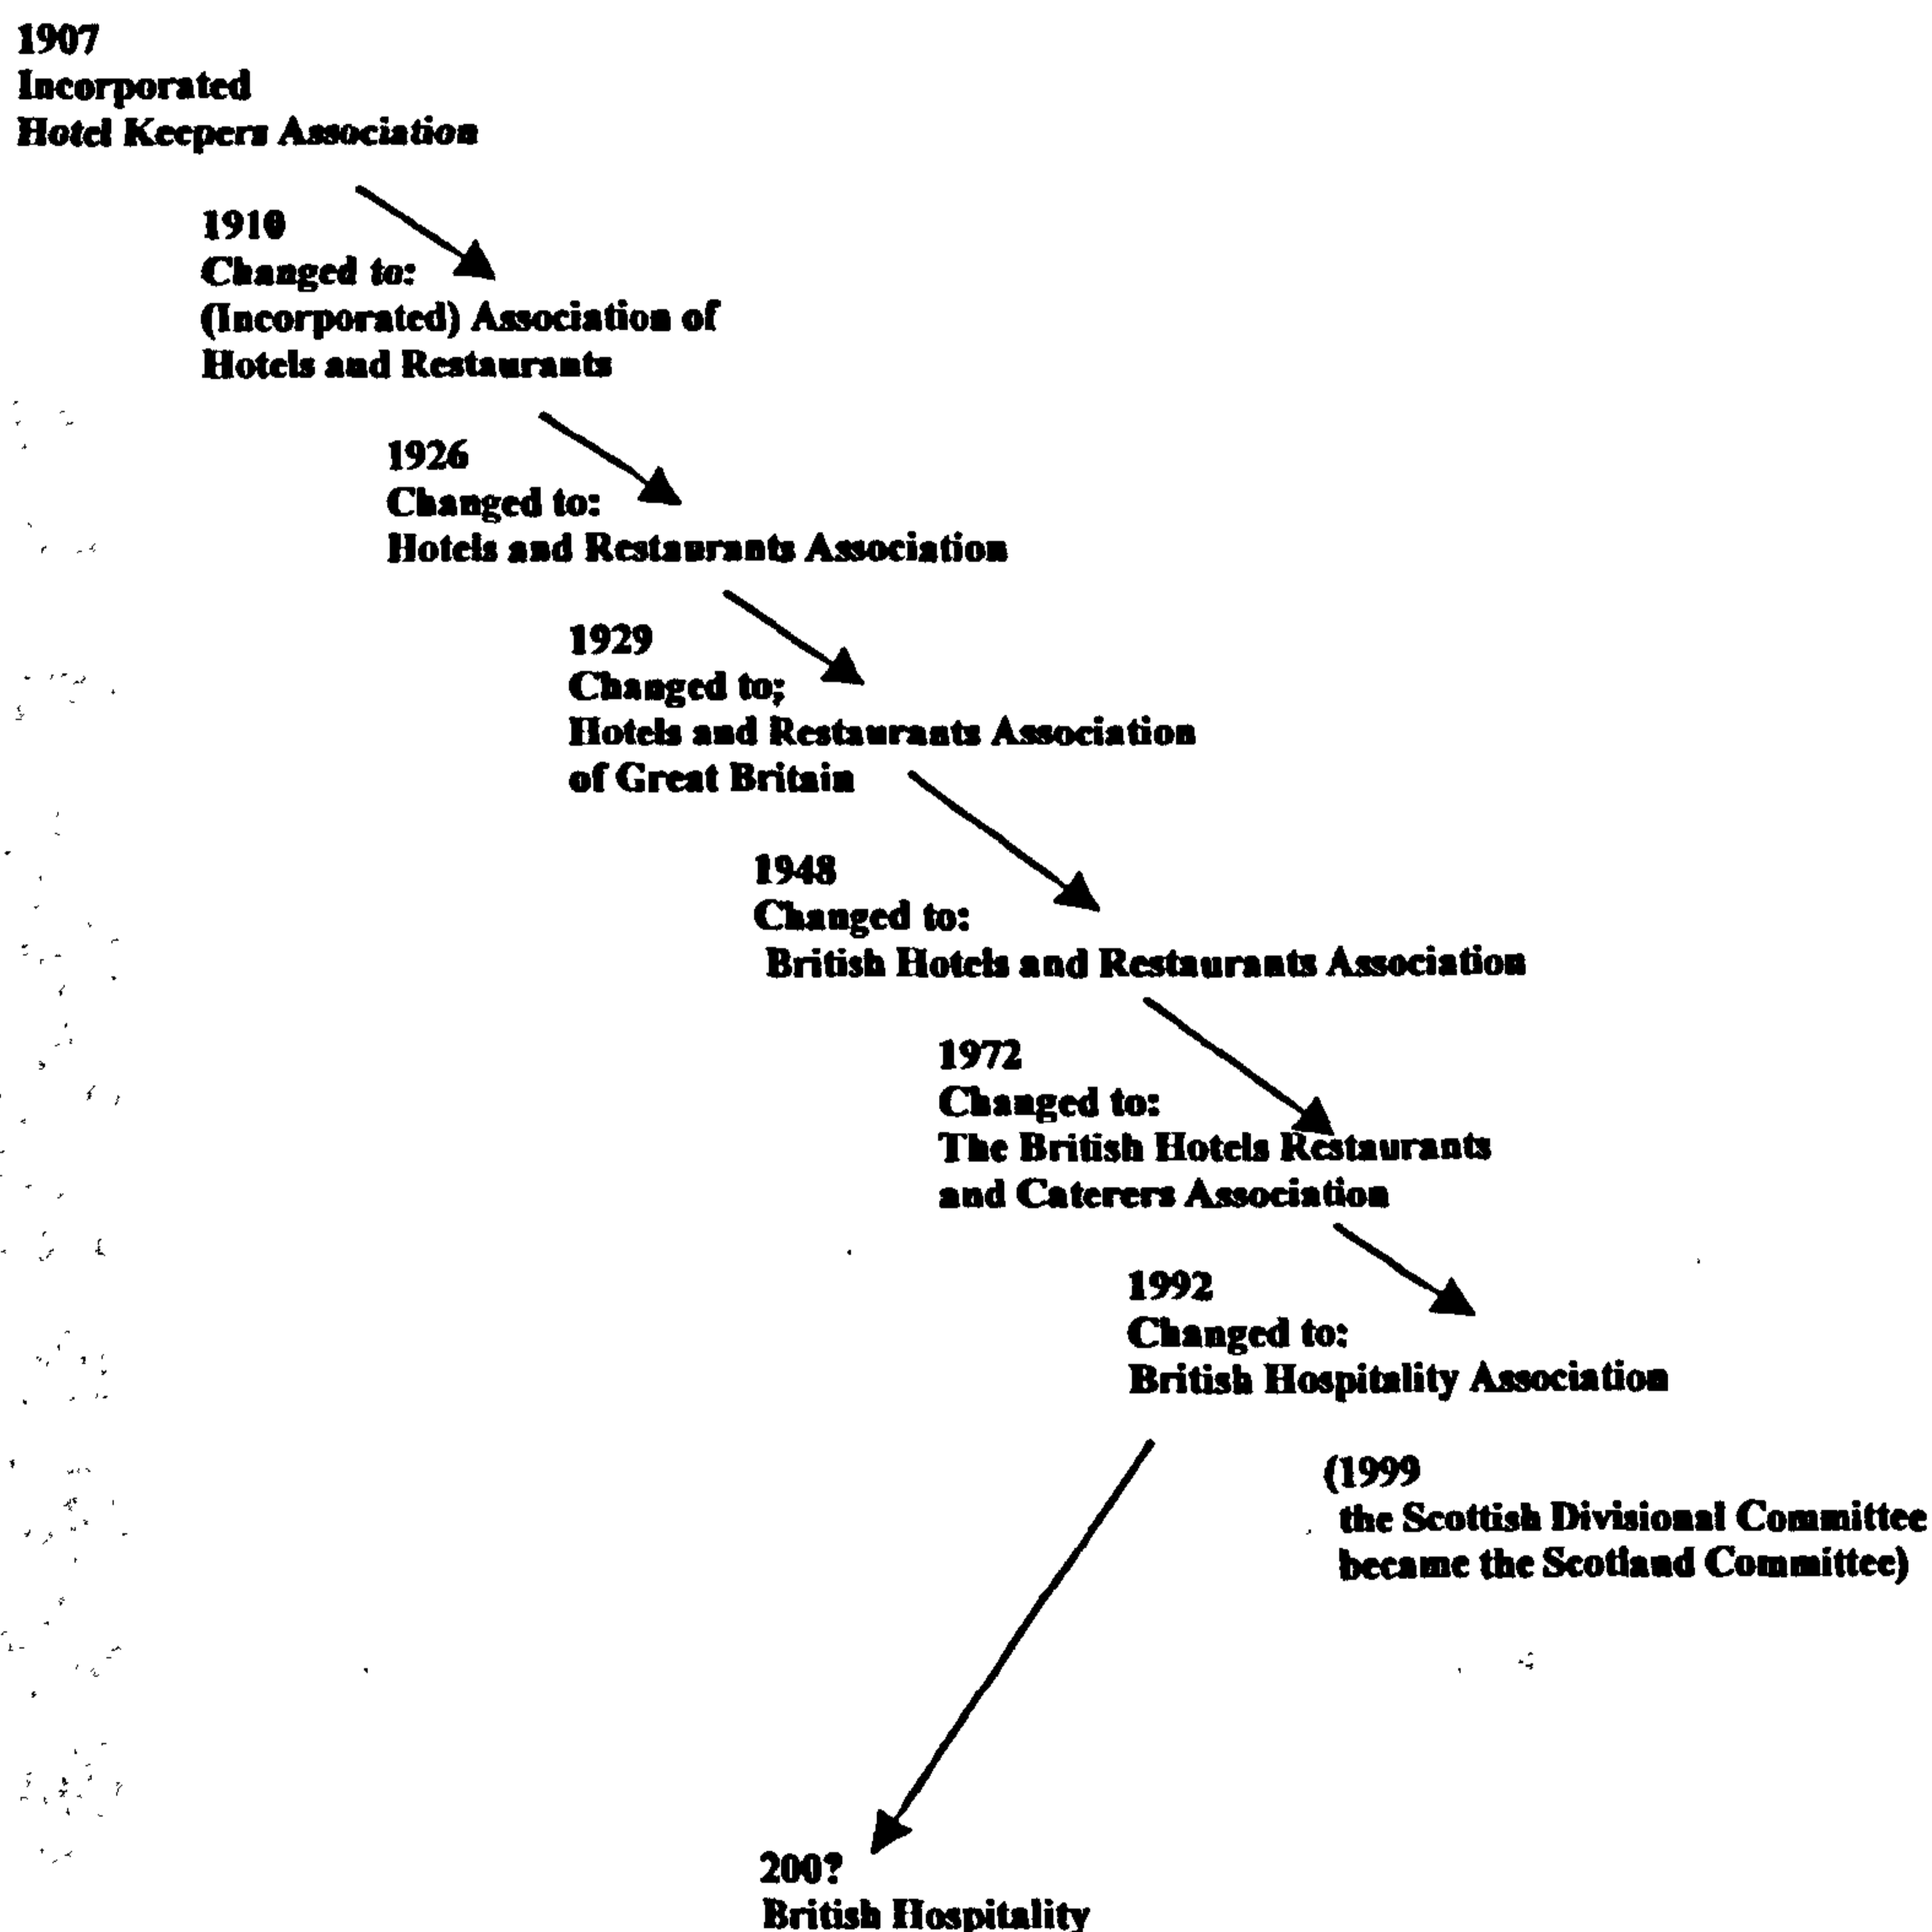 1907
Incorporated
Hotel Keepers Association
1910
Changed to:
(Incorporated) Association of
Hotels and Restaurants
1926
Changed to:
Hotels and Restaurants Association
1929
Changed to;
Hotels and Restaurants Association
of Great Britain
1948
Changed to:
British Hotels and Restaurants Association
1972
Changed to:
The British Hotels Restaurants
and Caterers Association
1992
Changed to:
British Hospitality Association
(1999
the Scottish Divisional Committee
became the Scotland Committee)
200?
British Hospitality